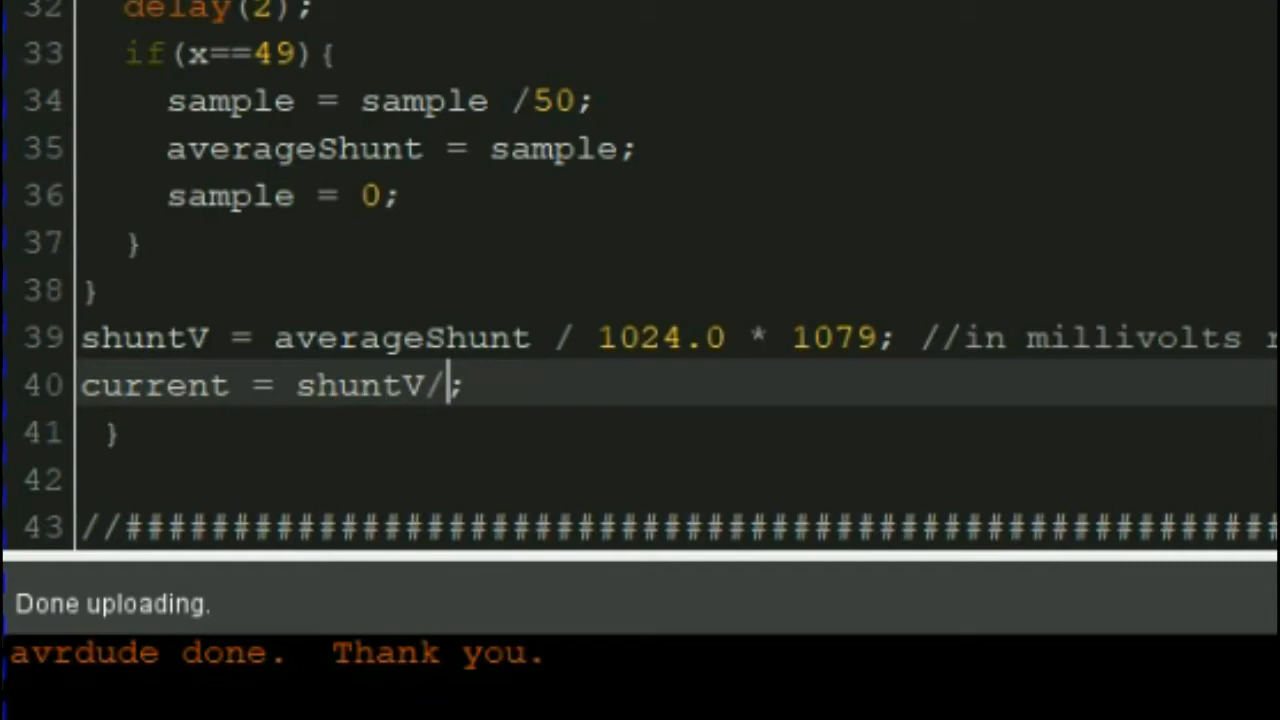 32 delay(2);
33 if(x==49){
34 sample = sample /50;
35 averageShunt = sample;
36 sample = 0;
37 }
38 }
39 shuntV = averageShunt / 1024.0 * 1079; //in millivolts
40 current = shuntV/;
41 }
42
43 //######################################################
Done uploading.
avrdude done. Thank you.